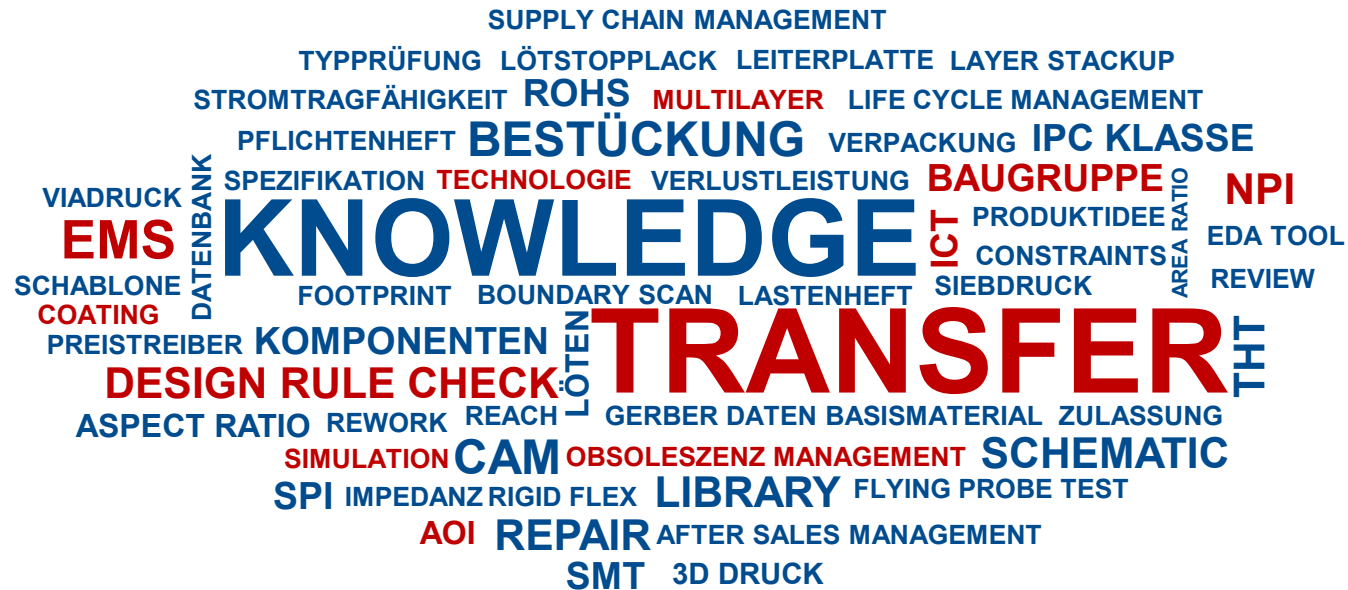 SUPPLY CHAIN MANAGEMENT
TYPPRÜFUNG LÖTSTOPPLACK LEITERPLATTE LAYER STACKUP
STROMTRAGFÄHIGKEIT ROHS MULTILAYER LIFE CYCLE MANAGEMENT
PFLICHTENHEFT BESTÜCKUNG VERPACKUNG IPC KLASSE
SPEZIFIKATION TECHNOLOGIE VERLUSTLEISTUNG BAUGRUPPE
NPI
VIADRUCK
DATENBANK
KNOWLEDGE
ICT
PRODUKTIDEE
AREA RATIO
EMS
CONSTRAINTS
EDA TOOL
SCHABLONE
SIEBDRUCK
REVIEW
FOOTPRINT BOUNDARY SCAN LASTENHEFT
COATING
PREISTREIBER KOMPONENTEN
LÖTEN
TRANSFER
THT
DESIGN RULE CHECK
ASPECT RATIO REWORK REACH GERBER DATEN BASISMATERIAL ZULASSUNG
SIMULATION CAM OBSOLESZENZ MANAGEMENT SCHEMATIC
SPI IMPEDANZ RIGID FLEX LIBRARY FLYING PROBE TEST
AOI REPAIR AFTER SALES MANAGEMENT
SMT 3D DRUCK